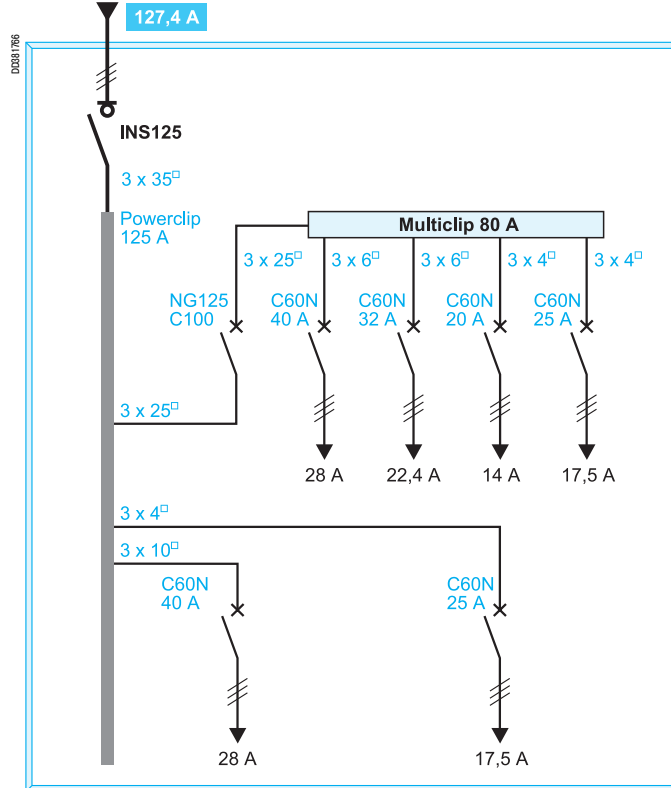 127,4 A
DD381766
INS125
3 x 35□
Powerclip
125 A
Multiclip 80 A
3 x 25□
3 x 6□
3 x 6□
3 x 4□
3 x 4□
NG125
C100
C60N
40 A
C60N
32 A
C60N
20 A
C60N
25 A
3 x 25□
28 A
22,4 A
14 A
17,5 A
3 x 4□
3 x 10□
C60N
40 A
C60N
25 A
28 A
17,5 A